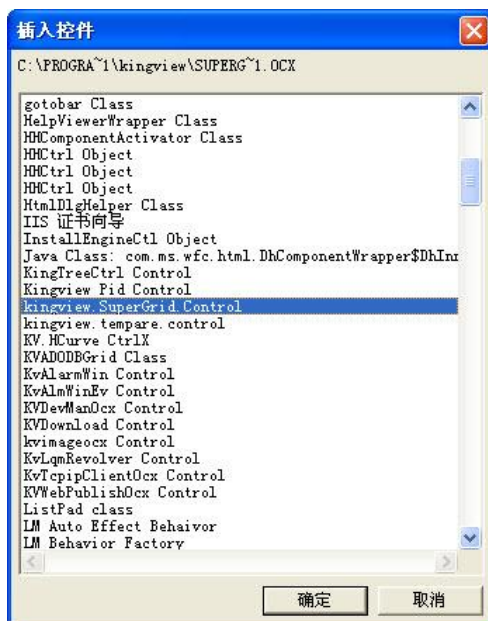 插入控件
C:\PROGRA~1\kingview\SUPERG~1.OCX
gotobar Class
HelpViewerWrapper Class
HHComponentActivator Class
HHCtrl Object
HHCtrl Object
HHCtrl Object
HtmlDlgHelper Class
IIS 证书向导
InstallEngineCtl Object
Java Class: com.ms.wfc.html.DhComponentWrapper$DhInn
KingTreeCtrl Control
Kingview Pid Control
kingview.SuperGrid.Control
kingview.tempare.control
KV.HCurve CtrlX
KVADODBGrid Class
KvAlarmWin Control
KvAlmWinEv Control
KVDevManOcx Control
KVDownload Control
kvimageocx Control
KvLqmRevolver Control
KvTcpipClientOcx Control
KVWebPublishOcx Control
ListPad class
LM Auto Effect Behaivor
LM Behavior Factory
确定
取消